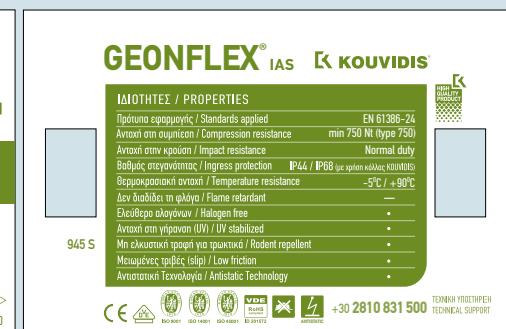 GEONFLEX® IAS KOUVIDIS®
HIGH QUALITY PRODUCT
ΙΔΙΟΤΗΤΕΣ / PROPERTIES
Πρότυπα εφαρμογής / Standards applied EN 61386-24
Αντοχή στη συμπίεση / Compression resistance min 750 Nt (type 750)
Αντοχή στην κρούση / Impact resistance Normal duty
Βαθμός στεγανότητας / Ingress protection IP44 / IP68 (με χρήση κόλλας KOUVIDIS)
Θερμοκρασιακή αντοχή / Temperature resistance -5⁰C / +90⁰C
Δεν διαδίδει τη φλόγα / Flame retardant —
Ελεύθερο αλογόνων / Halogen free •
Αντοχή στη γήρανση (UV) / UV stabilized •
Μη ελκυστική τροφή για τρωκτικά / Rodent repellent •
Μειωμένες τριβές (slip) / Low friction •
Αντιστατική Τεχνολογία / Antistatic Technology •
945 S
CE ISO 9001 ISO 14001 ISO 45001 VDE RoHS ID 201572 ANTISTATIC
+30 2810 831 500 ΤΕΧΝΙΚΗ ΥΠΟΣΤΗΡΙΞΗ
TECHNICAL SUPPORT